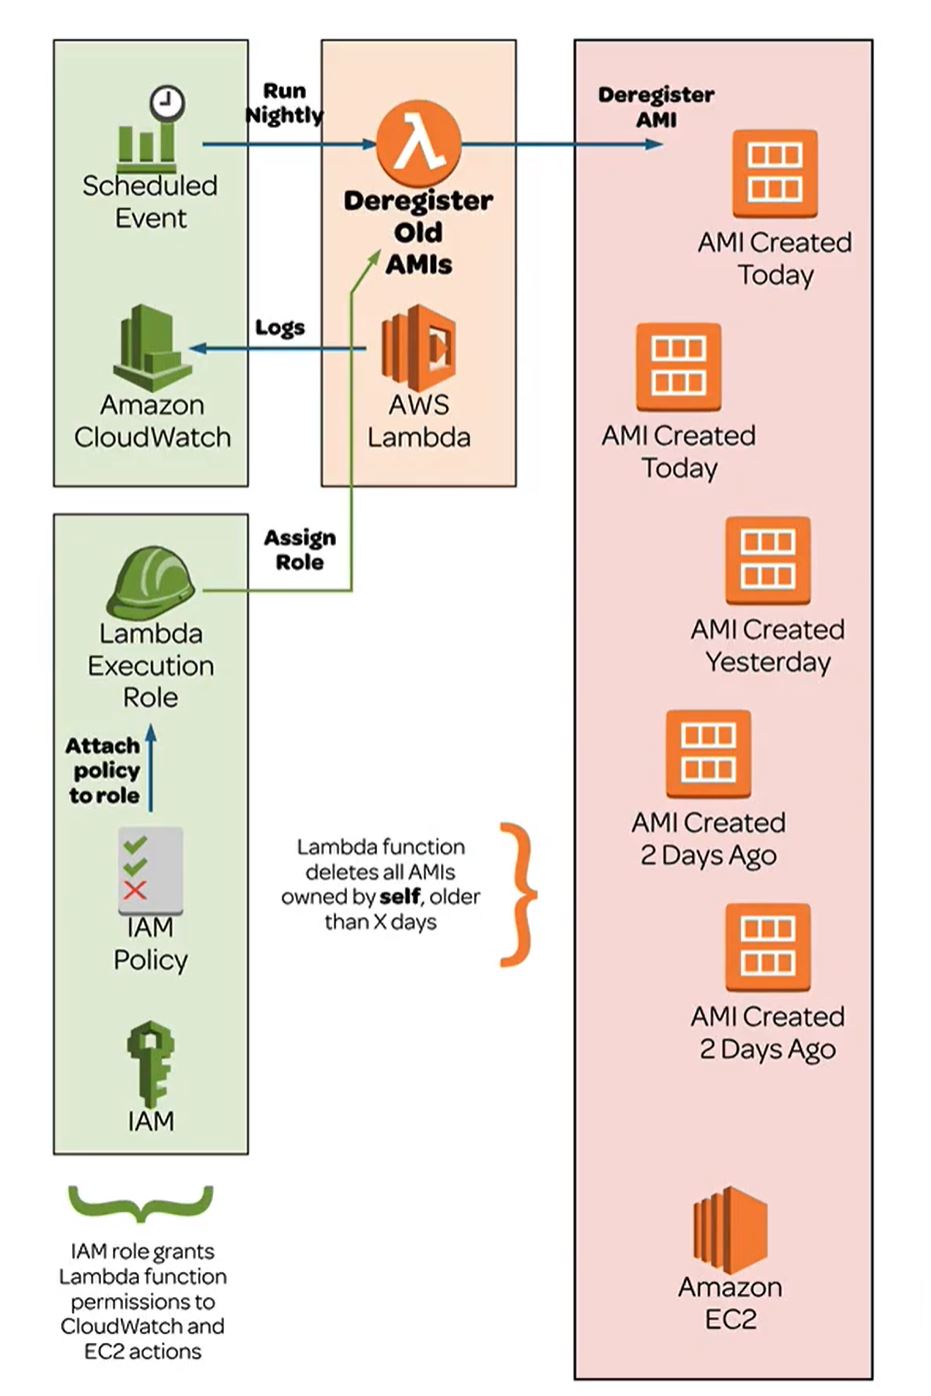 Run
Nightly
Scheduled
Event
Deregister
Old
AMIs
Deregister
AMI
AMI Created
Today
Logs
Amazon
CloudWatch
AWS
Lambda
AMI Created
Today
Assign
Role
Lambda
Execution
Role
AMI Created
Yesterday
Attach
policy
to role
IAM
Policy
IAM
Lambda function
deletes all AMIs
owned by self, older
than X days
AMI Created
2 Days Ago
AMI Created
2 Days Ago
IAM role grants
Lambda function
permissions to
CloudWatch and
EC2 actions
Amazon
EC2